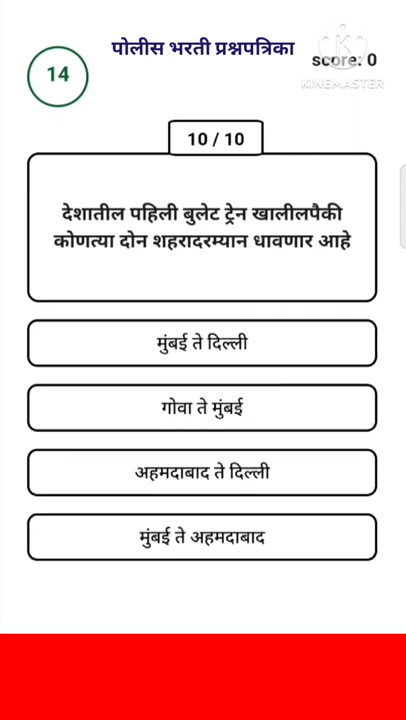 14
पोलीस भरती प्रश्नपत्रिका
score: 0
KINEMASTER
10 / 10
देशातील पहिली बुलेट ट्रेन खालीलपैकी
कोणत्या दोन शहरादरम्यान धावणार आहे
मुंबई ते दिल्ली
गोवा ते मुंबई
अहमदाबाद ते दिल्ली
मुंबई ते अहमदाबाद